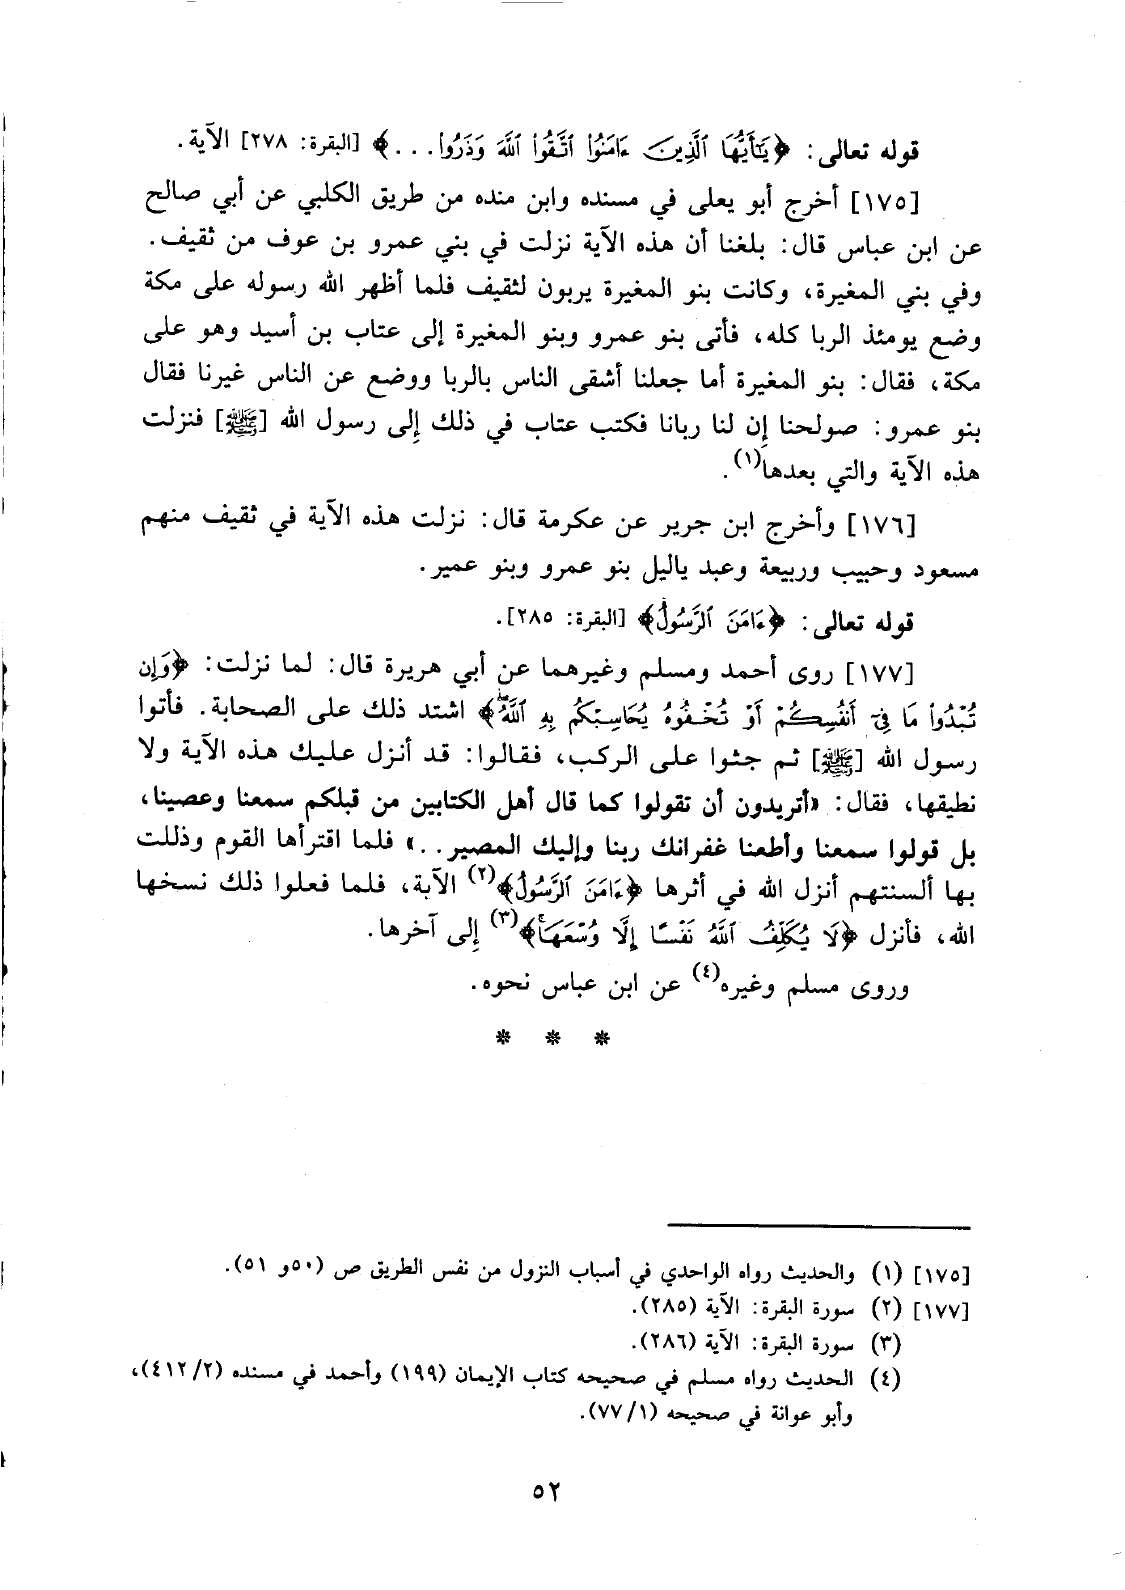 قوله تعالى: ﴿يَٰٓأَيُّهَا ٱلَّذِينَ ءَامَنُوا۟ ٱتَّقُوا۟ ٱللَّهَ وَذَرُوا۟. . .﴾ [البقرة: ٢٧٨] الآية.
[١٧٥] أخرج أبو يعلى في مسنده وابن منده من طريق الكلبي عن أبي صالح
عن ابن عباس قال: بلغنا أن هذه الآية نزلت في بني عمرو بن عوف من ثقيف.
وفي بني المغيرة، وكانت بنو المغيرة يربون لثقيف فلما أظهر الله رسوله على مكة
وضع يومئذ الربا كله، فأتى بنو عمرو وبنو المغيرة إلى عتاب بن أسيد وهو على
مكة، فقال: بنو المغيرة أما جعلنا أشقى الناس بالربا ووضع عن الناس غيرنا فقال
بنو عمرو: صولحنا إن لنا ربانا فكتب عتاب في ذلك إلى رسول الله [ﷺ] فنزلت
هذه الآية والتي بعدها(١).
[١٧٦] وأخرج ابن جرير عن عكرمة قال: نزلت هذه الآية في ثقيف منهم
مسعود وحبيب وربيعة وعبد ياليل بنو عمرو وبنو عمير.
قوله تعالى: ﴿ءَامَنَ ٱلرَّسُولُ﴾ [البقرة: ٢٨٥].
[١٧٧] روى أحمد ومسلم وغيرهما عن أبي هريرة قال: لما نزلت: ﴿وَإِن
تُبْدُوا۟ مَا فِىٓ أَنفُسِكُمْ أَوْ تُخْفُوهُ يُحَاسِبْكُم بِهِ ٱللَّهُ﴾ اشتد ذلك على الصحابة. فأتوا
رسول الله [ﷺ] ثم جثوا على الركب، فقالوا: قد أنزل عليك هذه الآية ولا
نطيقها، فقال: «أتريدون أن تقولوا كما قال أهل الكتابين من قبلكم سمعنا وعصينا،
بل قولوا سمعنا وأطعنا غفرانك ربنا وإليك المصير..» فلما اقترأها القوم وذلت
بها ألسنتهم أنزل الله في أثرها ﴿ءَامَنَ ٱلرَّسُولُ﴾(٢) الآية، فلما فعلوا ذلك نسخها
الله، فأنزل ﴿لَا يُكَلِّفُ ٱللَّهُ نَفْسًا إِلَّا وُسْعَهَا﴾(٣) إلى آخرها.
وروى مسلم وغيره(٤) عن ابن عباس نحوه.
* * *
[١٧٥] (١) والحديث رواه الواحدي في أسباب النزول من نفس الطريق ص (٥٠و ٥١).
[١٧٧] (٢) سورة البقرة: الآية (٢٨٥).
(٣) سورة البقرة: الآية (٢٨٦).
(٤) الحديث رواه مسلم في صحيحه كتاب الإيمان (١٩٩) وأحمد في مسنده (٤١٢/٢)،
وأبو عوانة في صحيحه (٧٧/١).
٥٢